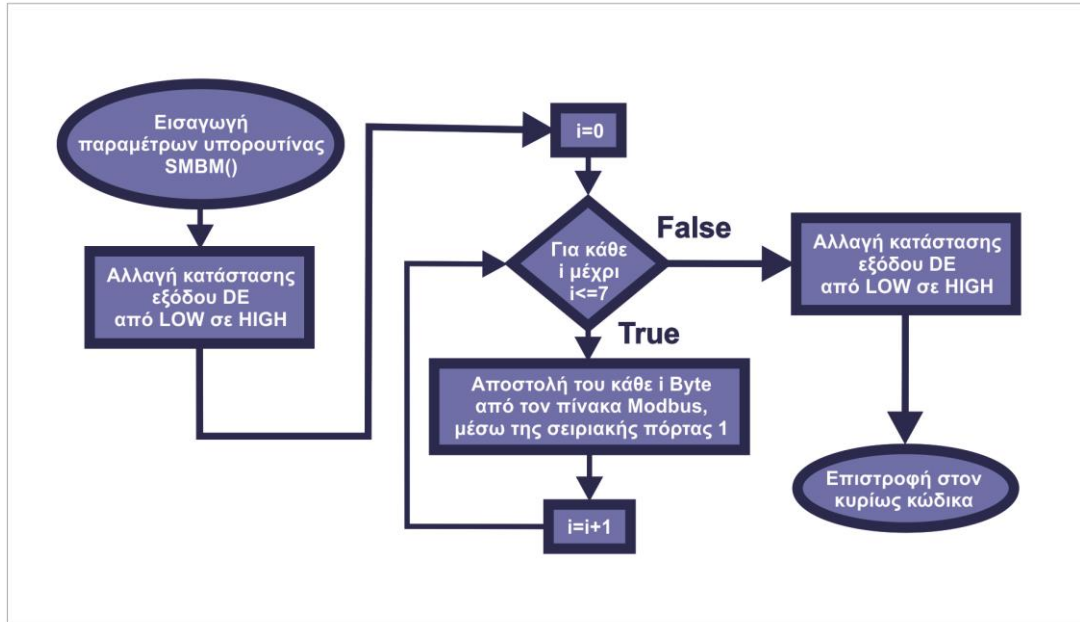 Εισαγωγή
παραμέτρων υπορουτίνας
SMBM()
Αλλαγή κατάστασης
εξόδου DE
από LOW σε HIGH
i=0
Για κάθε
i μέχρι
i<=7
False
True
Αποστολή του κάθε i Byte
από τον πίνακα Modbus,
μέσω της σειριακής πόρτας 1
i=i+1
Αλλαγή κατάστασης
εξόδου DE
από LOW σε HIGH
Επιστροφή στον
κυρίως κώδικα